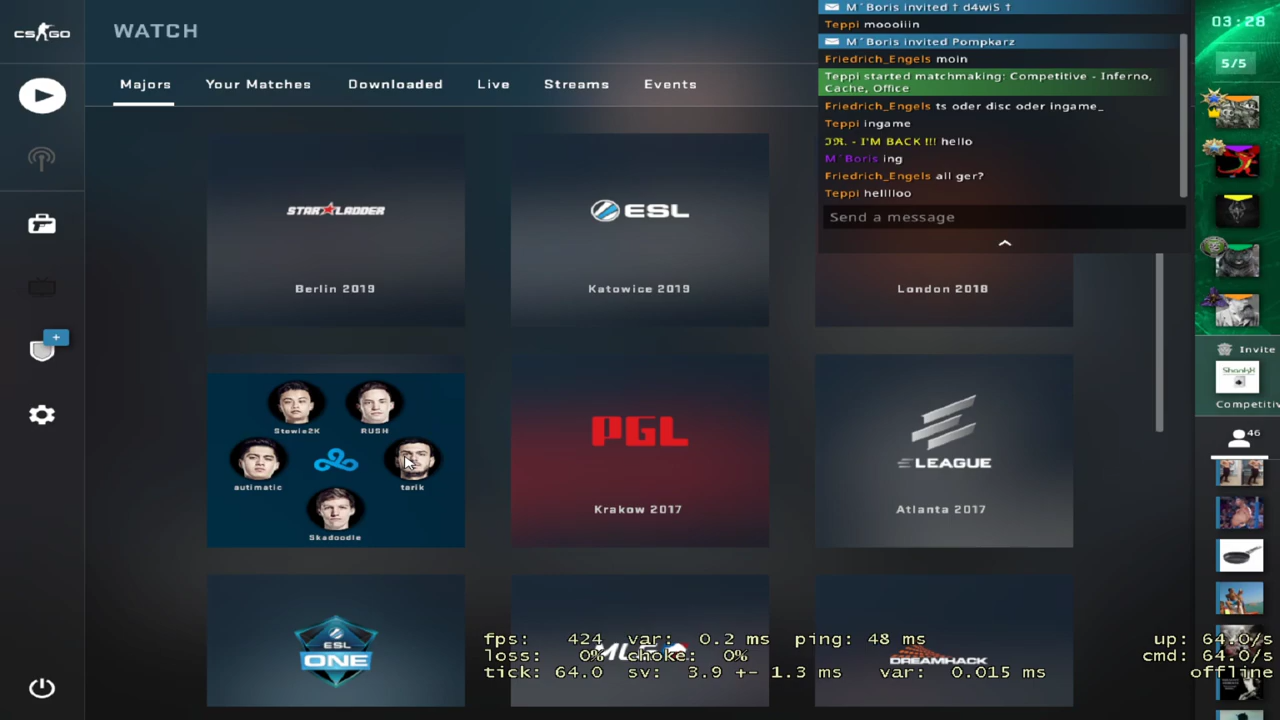 CS GO
WATCH
Majors
Your Matches
Downloaded
Live
Streams
Events
M´Boris invited † d4wiS †
Teppi moooiiin
M´Boris invited Pompkarz
Friedrich_Engels moin
Teppi started matchmaking: Competitive - Inferno,
Cache, Office
Friedrich_Engels ts oder disc oder ingame_
Teppi ingame
- I'M BACK !!! hello
M´Boris ing
Friedrich_Engels all ger?
Teppi helllloo
Send a message
03:28
5/5
STAR LADDER
Berlin 2019
ESL
Katowice 2019
London 2018
Stewie2K
RUSH
autimatic
tarik
Skadoodle
PGL
Krakow 2017
ELEAGUE
Atlanta 2017
Invite
Competitiv
46
ESL
ONE
DREAMHACK
fps: 424 var: 0.2 ms ping: 48 ms
loss: 0% choke: 0%
tick: 64.0 sv: 3.9 +- 1.3 ms var: 0.015 ms
up: 64.0/s
cmd: 64.0/s
offline